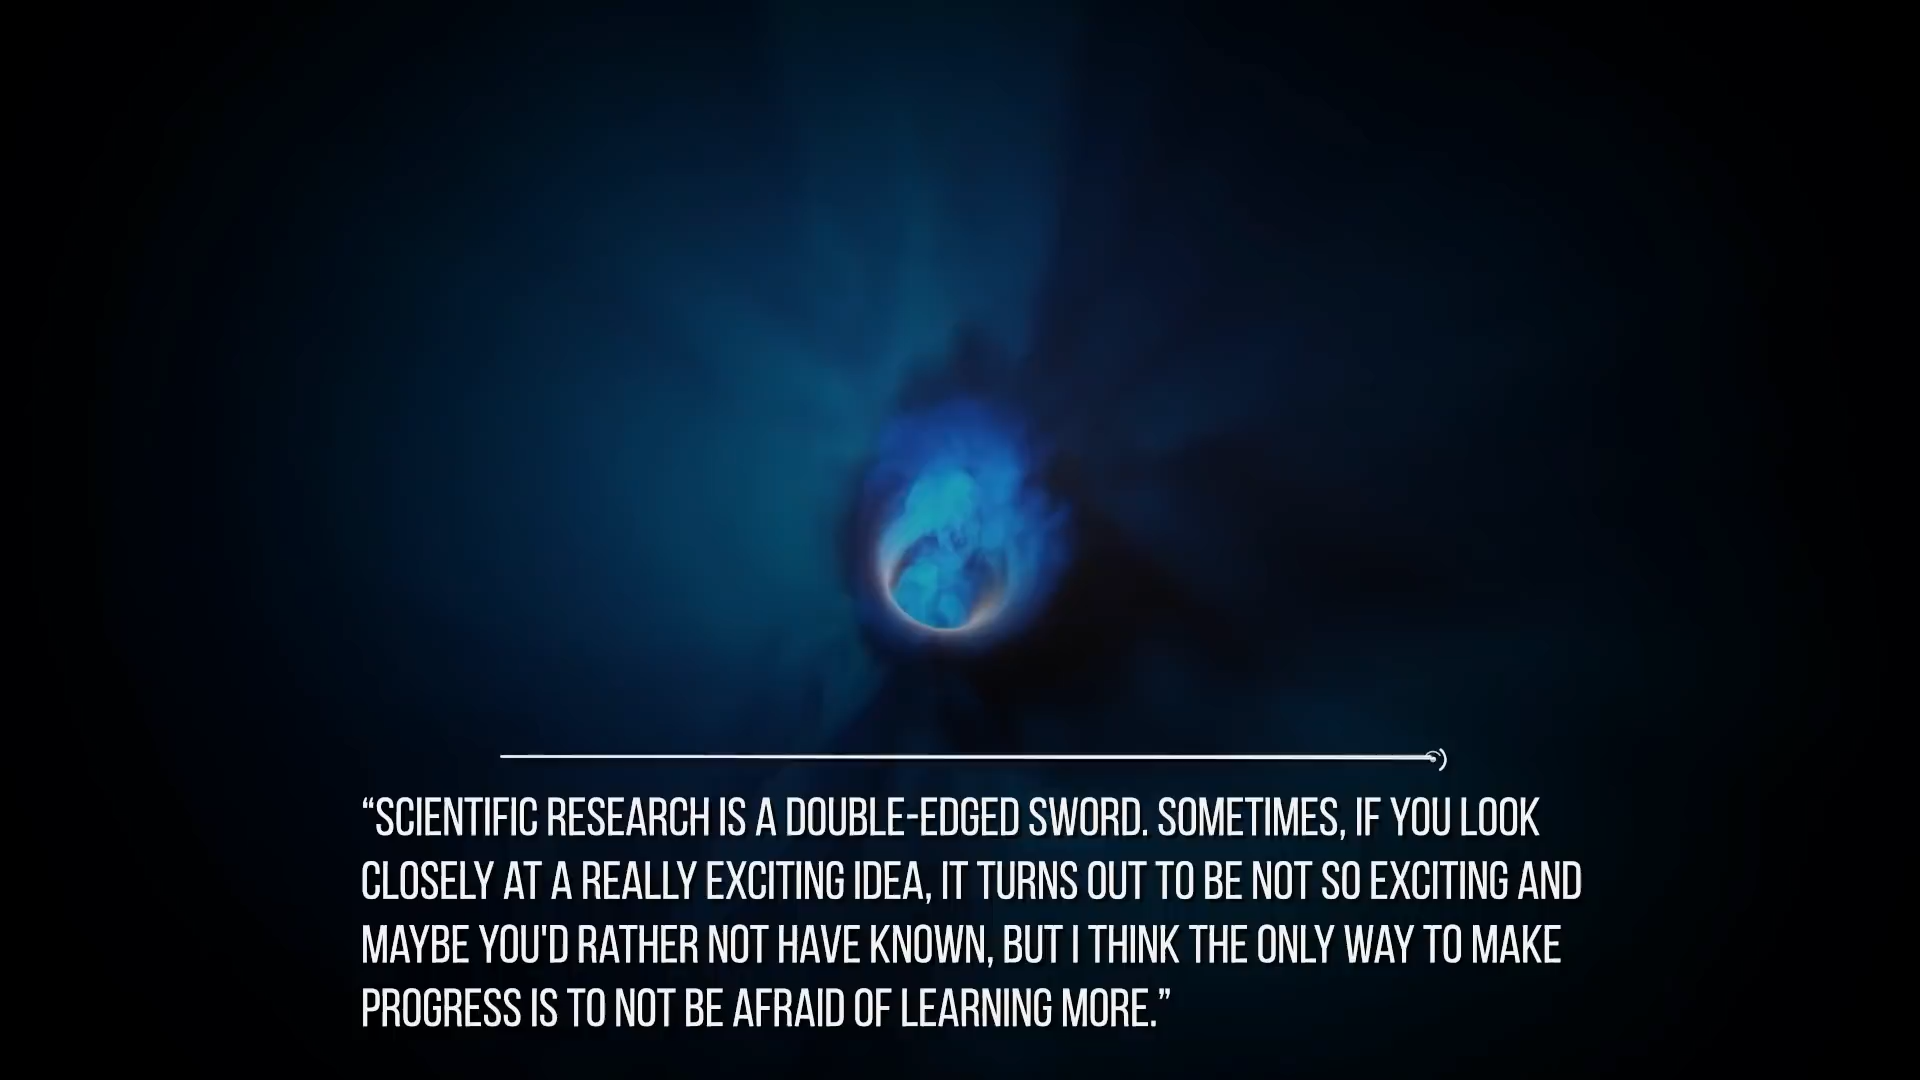 “SCIENTIFIC RESEARCH IS A DOUBLE-EDGED SWORD. SOMETIMES, IF YOU LOOK
CLOSELY AT A REALLY EXCITING IDEA, IT TURNS OUT TO BE NOT SO EXCITING AND
MAYBE YOU'D RATHER NOT HAVE KNOWN, BUT I THINK THE ONLY WAY TO MAKE
PROGRESS IS TO NOT BE AFRAID OF LEARNING MORE.”